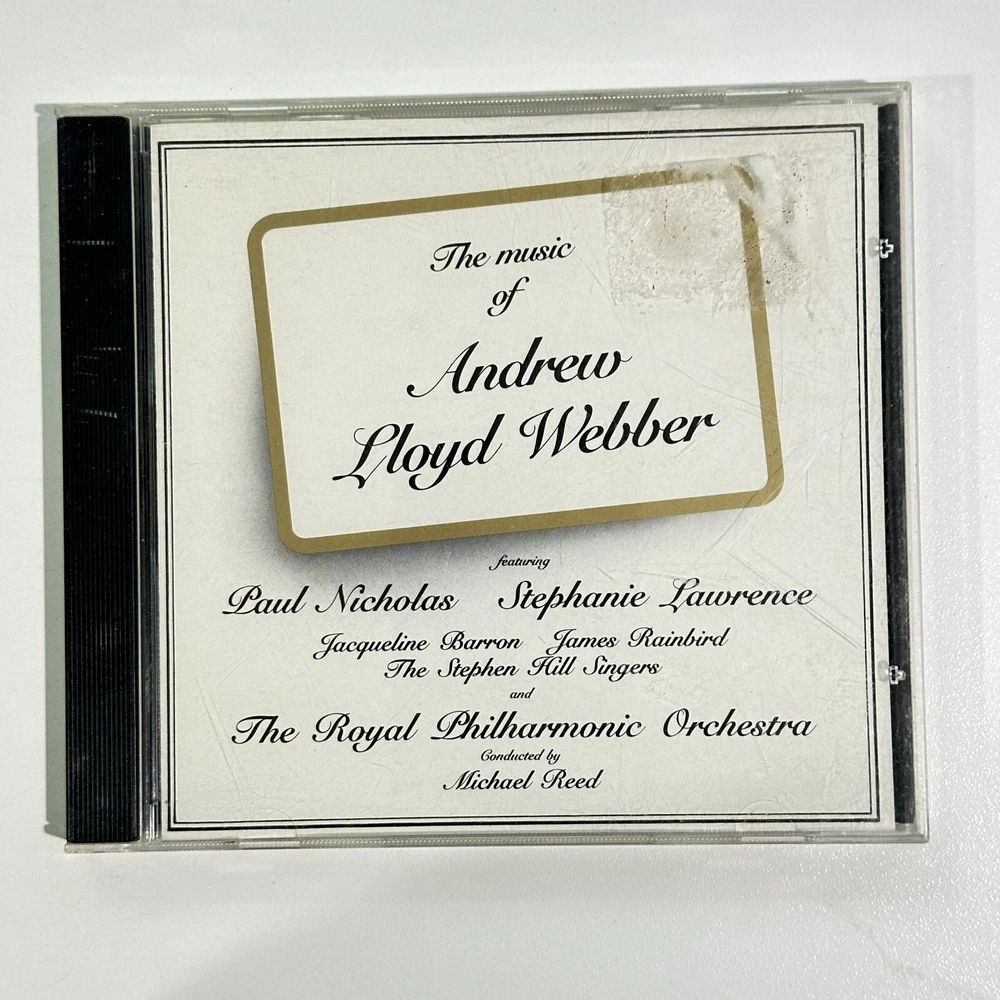 The music
of
Andrew
Lloyd Webber
featuring
Paul Nicholas Stephanie Lawrence
Jacqueline Barron James Rainbird
The Stephen Hill Singers
and
The Royal Philharmonic Orchestra
Conducted by
Michael Reed